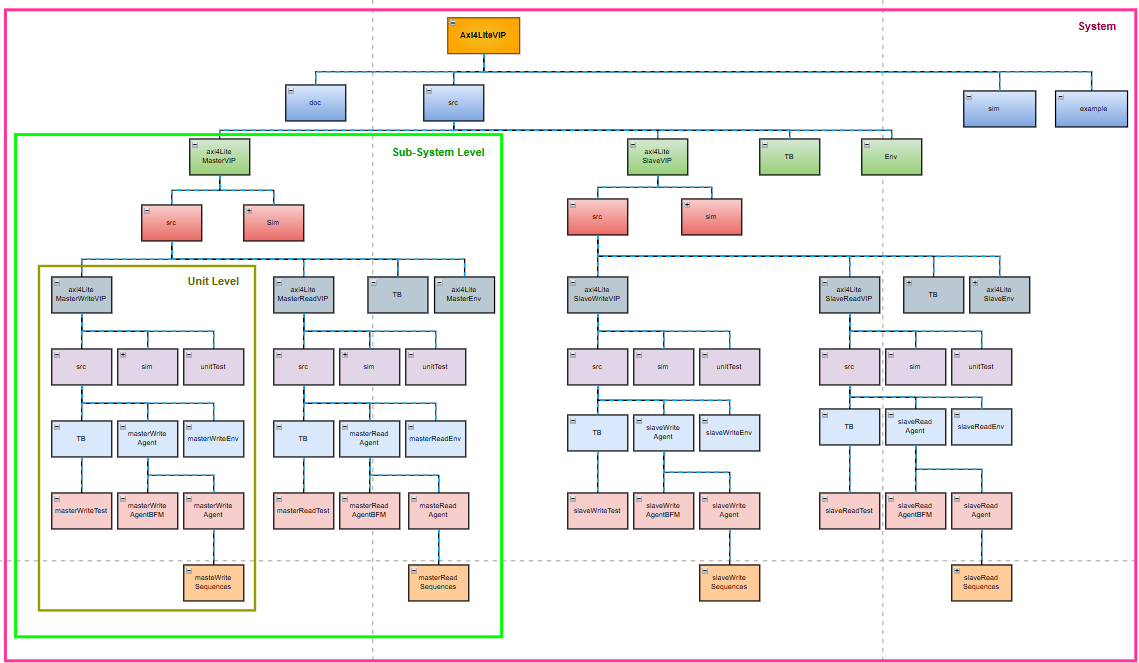 System
Axi4LiteVIP
doc
src
sim
example
Sub-System Level
axi4Lite
MasterVIP
axi4Lite
SlaveVIP
TB
Env
src
Sim
src
sim
Unit Level
axi4Lite
MasterWriteVIP
axi4Lite
MasterReadVIP
TB
axi4Lite
MasterEnv
axi4Lite
SlaveWriteVIP
axi4Lite
SlaveReadVIP
TB
axi4Lite
SlaveEnv
src
sim
unitTest
src
sim
unitTest
src
sim
unitTest
src
sim
unitTest
TB
masterWrite
Agent
masterWriteEnv
TB
masterRead
Agent
masterReadEnv
TB
slaveWrite
Agent
slaveWriteEnv
TB
slaveRead
Agent
slaveReadEnv
masterWriteTest
masterWrite
AgentBFM
masterWrite
Agent
masterReadTest
masterRead
AgentBFM
masteRead
Agent
slaveWriteTest
slaveWrite
AgentBFM
slaveWrite
Agent
slaveReadTest
slaveRead
AgentBFM
slaveRead
Agent
masteWrite
Sequences
masterRead
Sequences
slaveWrite
Sequences
slaveRead
Sequences